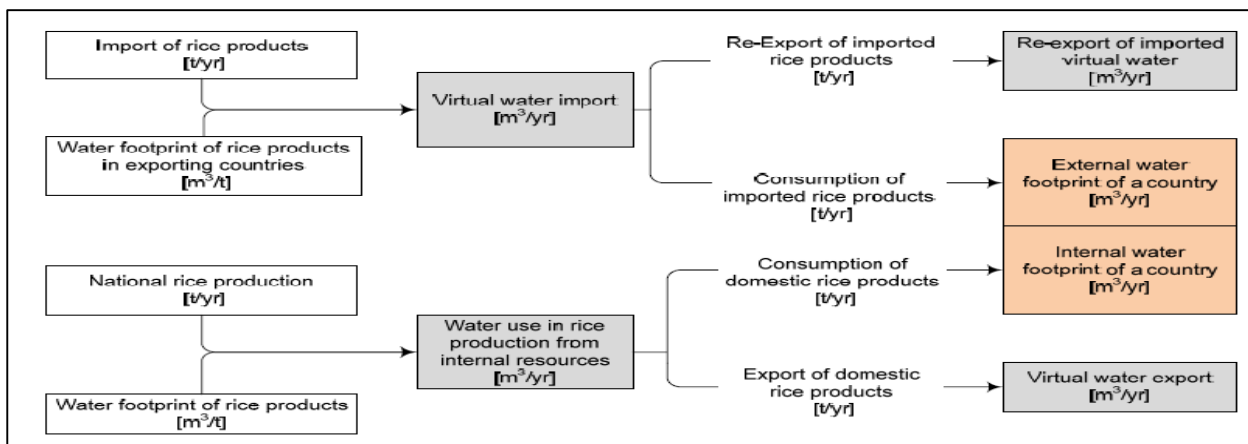 Import of rice products
[t/yr]
Water footprint of rice products
in exporting countries
[m³/t]
Virtual water import
[m³/yr]
Re-Export of imported
rice products
[t/yr]
Re-export of imported
virtual water
[m³/yr]
Consumption of
imported rice products
[t/yr]
External water
footprint of a country
[m³/yr]
National rice production
[t/yr]
Water footprint of rice products
[m³/t]
Water use in rice
production from
internal resources
[m³/yr]
Consumption of
domestic rice products
[t/yr]
Internal water
footprint of a country
[m³/yr]
Export of domestic
rice products
[t/yr]
Virtual water export
[m³/yr]